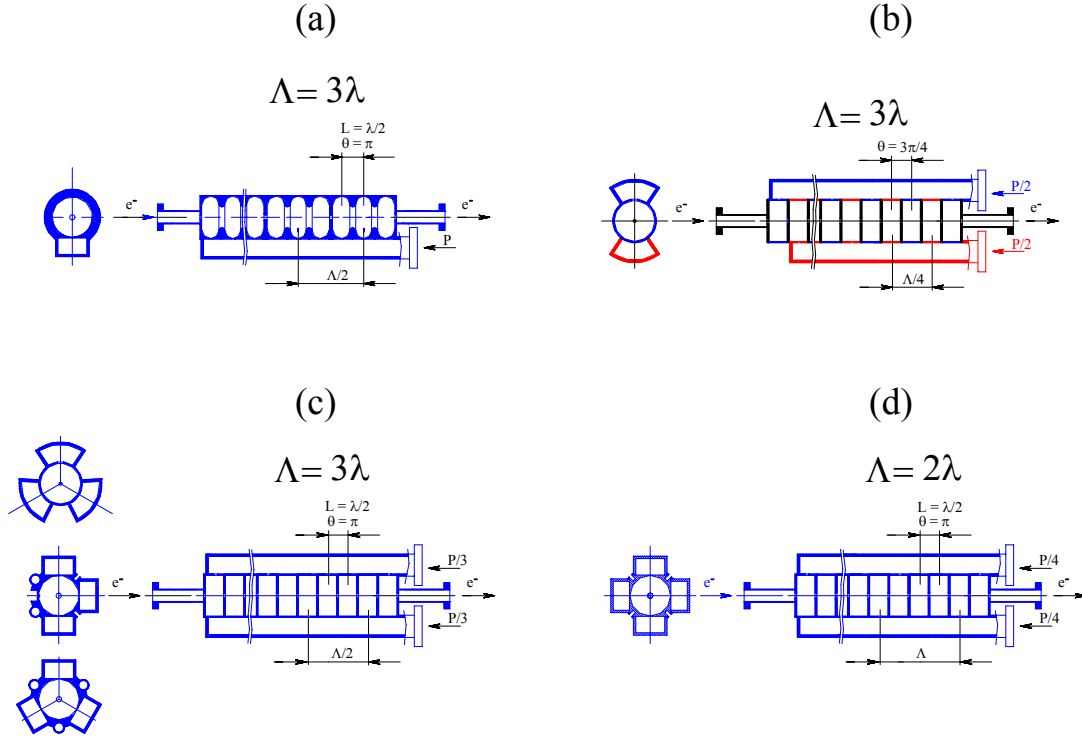 (a)
Λ= 3λ
L = λ/2
θ = π
e-
e-
P
Λ/2
(b)
Λ= 3λ
θ = 3π/4
P/2
e-
e-
P/2
Λ/4
(c)
Λ= 3λ
L = λ/2
θ = π
P/3
e-
e-
P/3
Λ/2
(d)
Λ= 2λ
L = λ/2
θ = π
P/4
e-
e-
P/4
Λ